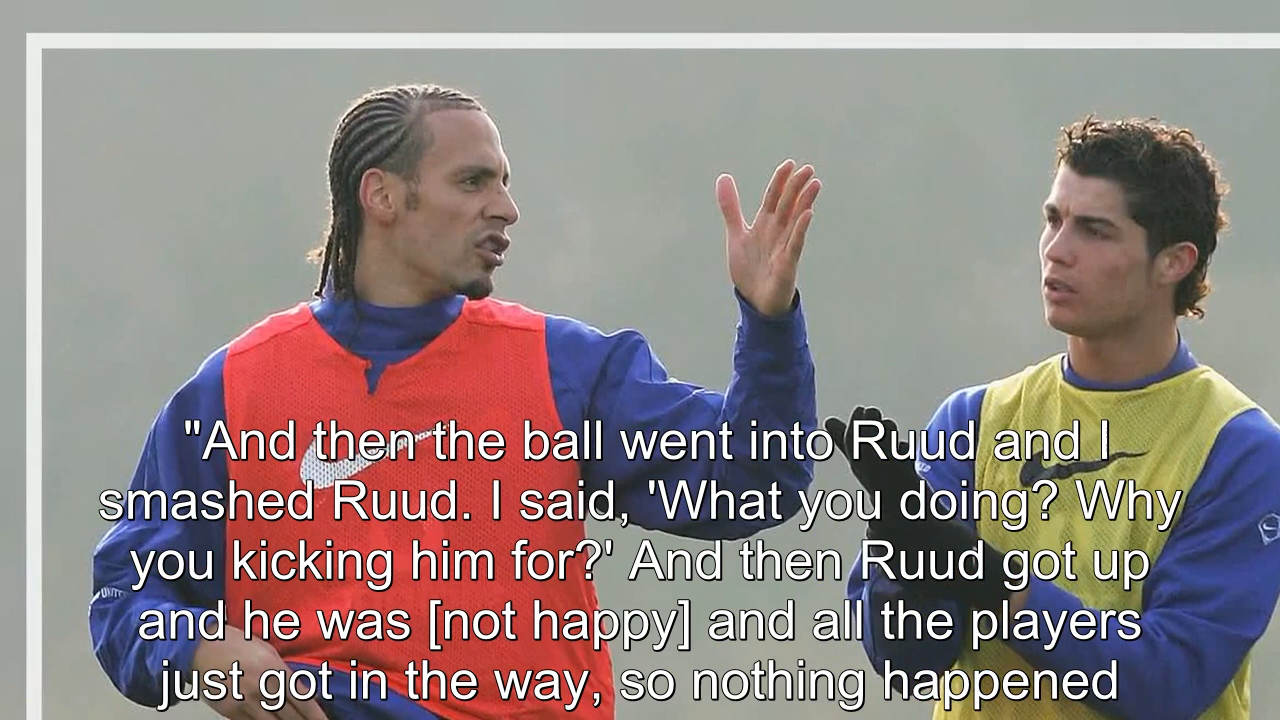 "And then the ball went into Ruud and I
smashed Ruud. I said, 'What you doing? Why
you kicking him for?' And then Ruud got up
and he was [not happy] and all the players
just got in the way, so nothing happened